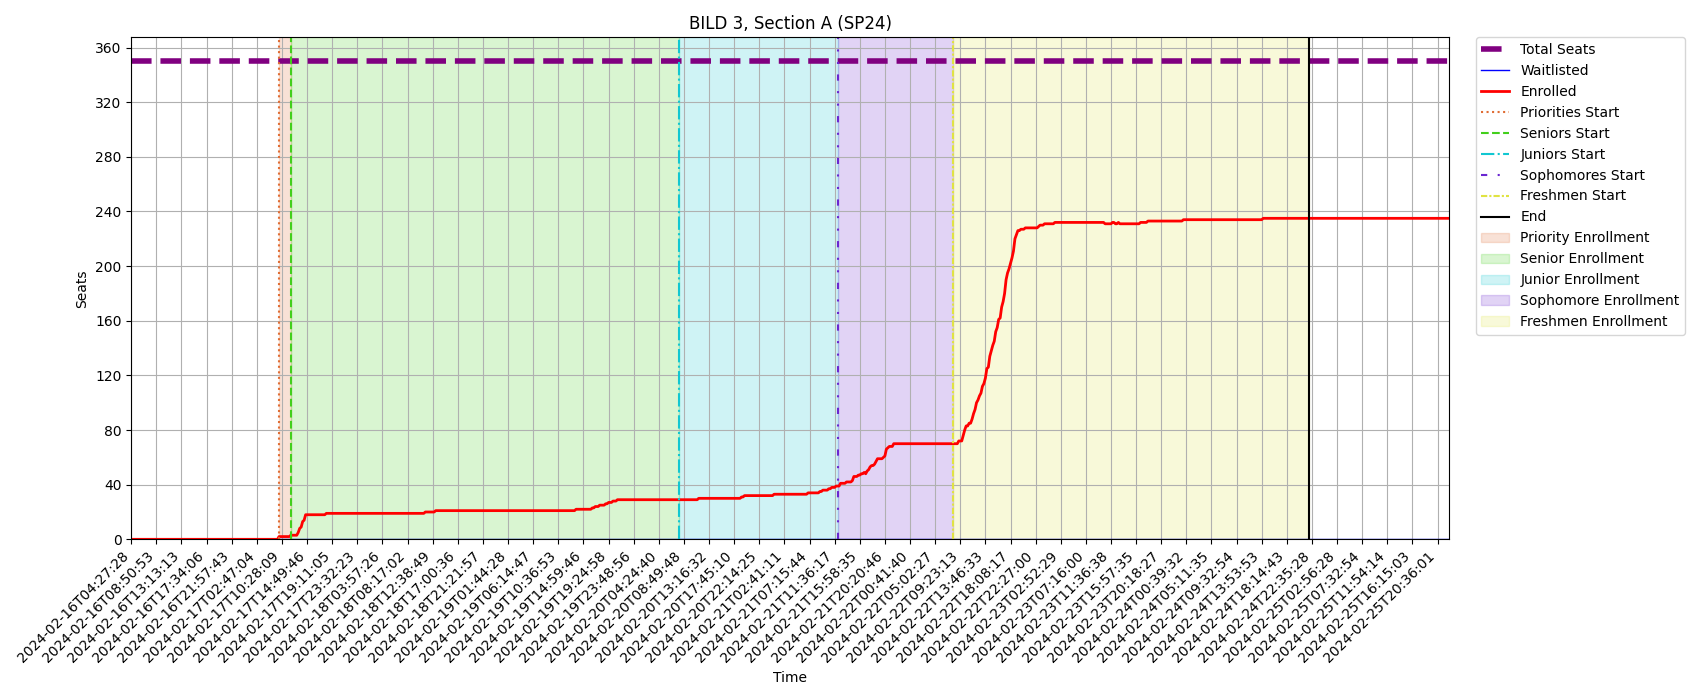 BILD 3, Section A (SP24)
Seats
360
320
280
240
200
160
120
80
40
0
2024-02-16T04:27:28
2024-02-16T08:50:53
2024-02-16T13:13:13
2024-02-16T17:34:06
2024-02-16T21:57:43
2024-02-17T02:47:04
2024-02-17T10:28:09
2024-02-17T14:49:46
2024-02-17T19:11:05
2024-02-17T23:32:23
2024-02-18T03:57:26
2024-02-18T08:17:02
2024-02-18T12:38:49
2024-02-18T17:00:36
2024-02-18T21:21:57
2024-02-19T01:44:28
2024-02-19T06:14:47
2024-02-19T10:36:53
2024-02-19T14:59:46
2024-02-19T19:24:58
2024-02-19T23:48:56
2024-02-20T04:24:40
2024-02-20T08:49:48
2024-02-20T13:16:32
2024-02-20T17:45:10
2024-02-20T22:14:25
2024-02-21T02:41:11
2024-02-21T07:15:44
2024-02-21T11:36:17
2024-02-21T15:58:35
2024-02-21T20:20:46
2024-02-22T00:41:40
2024-02-22T05:02:27
2024-02-22T09:23:13
2024-02-22T13:46:33
2024-02-22T18:08:17
2024-02-22T22:27:00
2024-02-23T02:52:29
2024-02-23T07:16:00
2024-02-23T11:36:38
2024-02-23T15:57:35
2024-02-23T20:18:27
2024-02-24T00:39:32
2024-02-24T05:11:35
2024-02-24T09:32:54
2024-02-24T13:53:53
2024-02-24T18:14:43
2024-02-24T22:35:28
2024-02-25T02:56:28
2024-02-25T07:32:54
2024-02-25T11:54:14
2024-02-25T16:15:03
2024-02-25T20:36:01
Time
Total Seats
Waitlisted
Enrolled
Priorities Start
Seniors Start
Juniors Start
Sophomores Start
Freshmen Start
End
Priority Enrollment
Senior Enrollment
Junior Enrollment
Sophomore Enrollment
Freshmen Enrollment